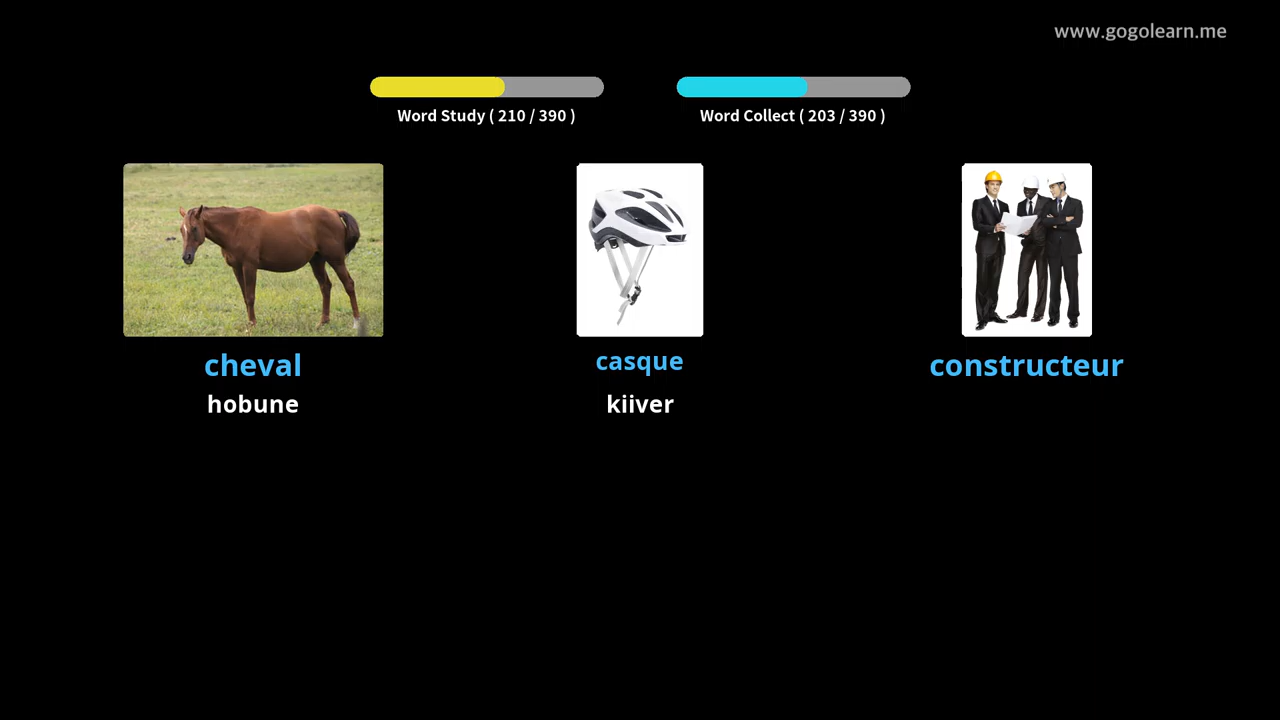 www.gogolearn.me
Word Study ( 210 / 390 )
Word Collect ( 203 / 390 )
cheval
casque
constructeur
hobune
kiiver